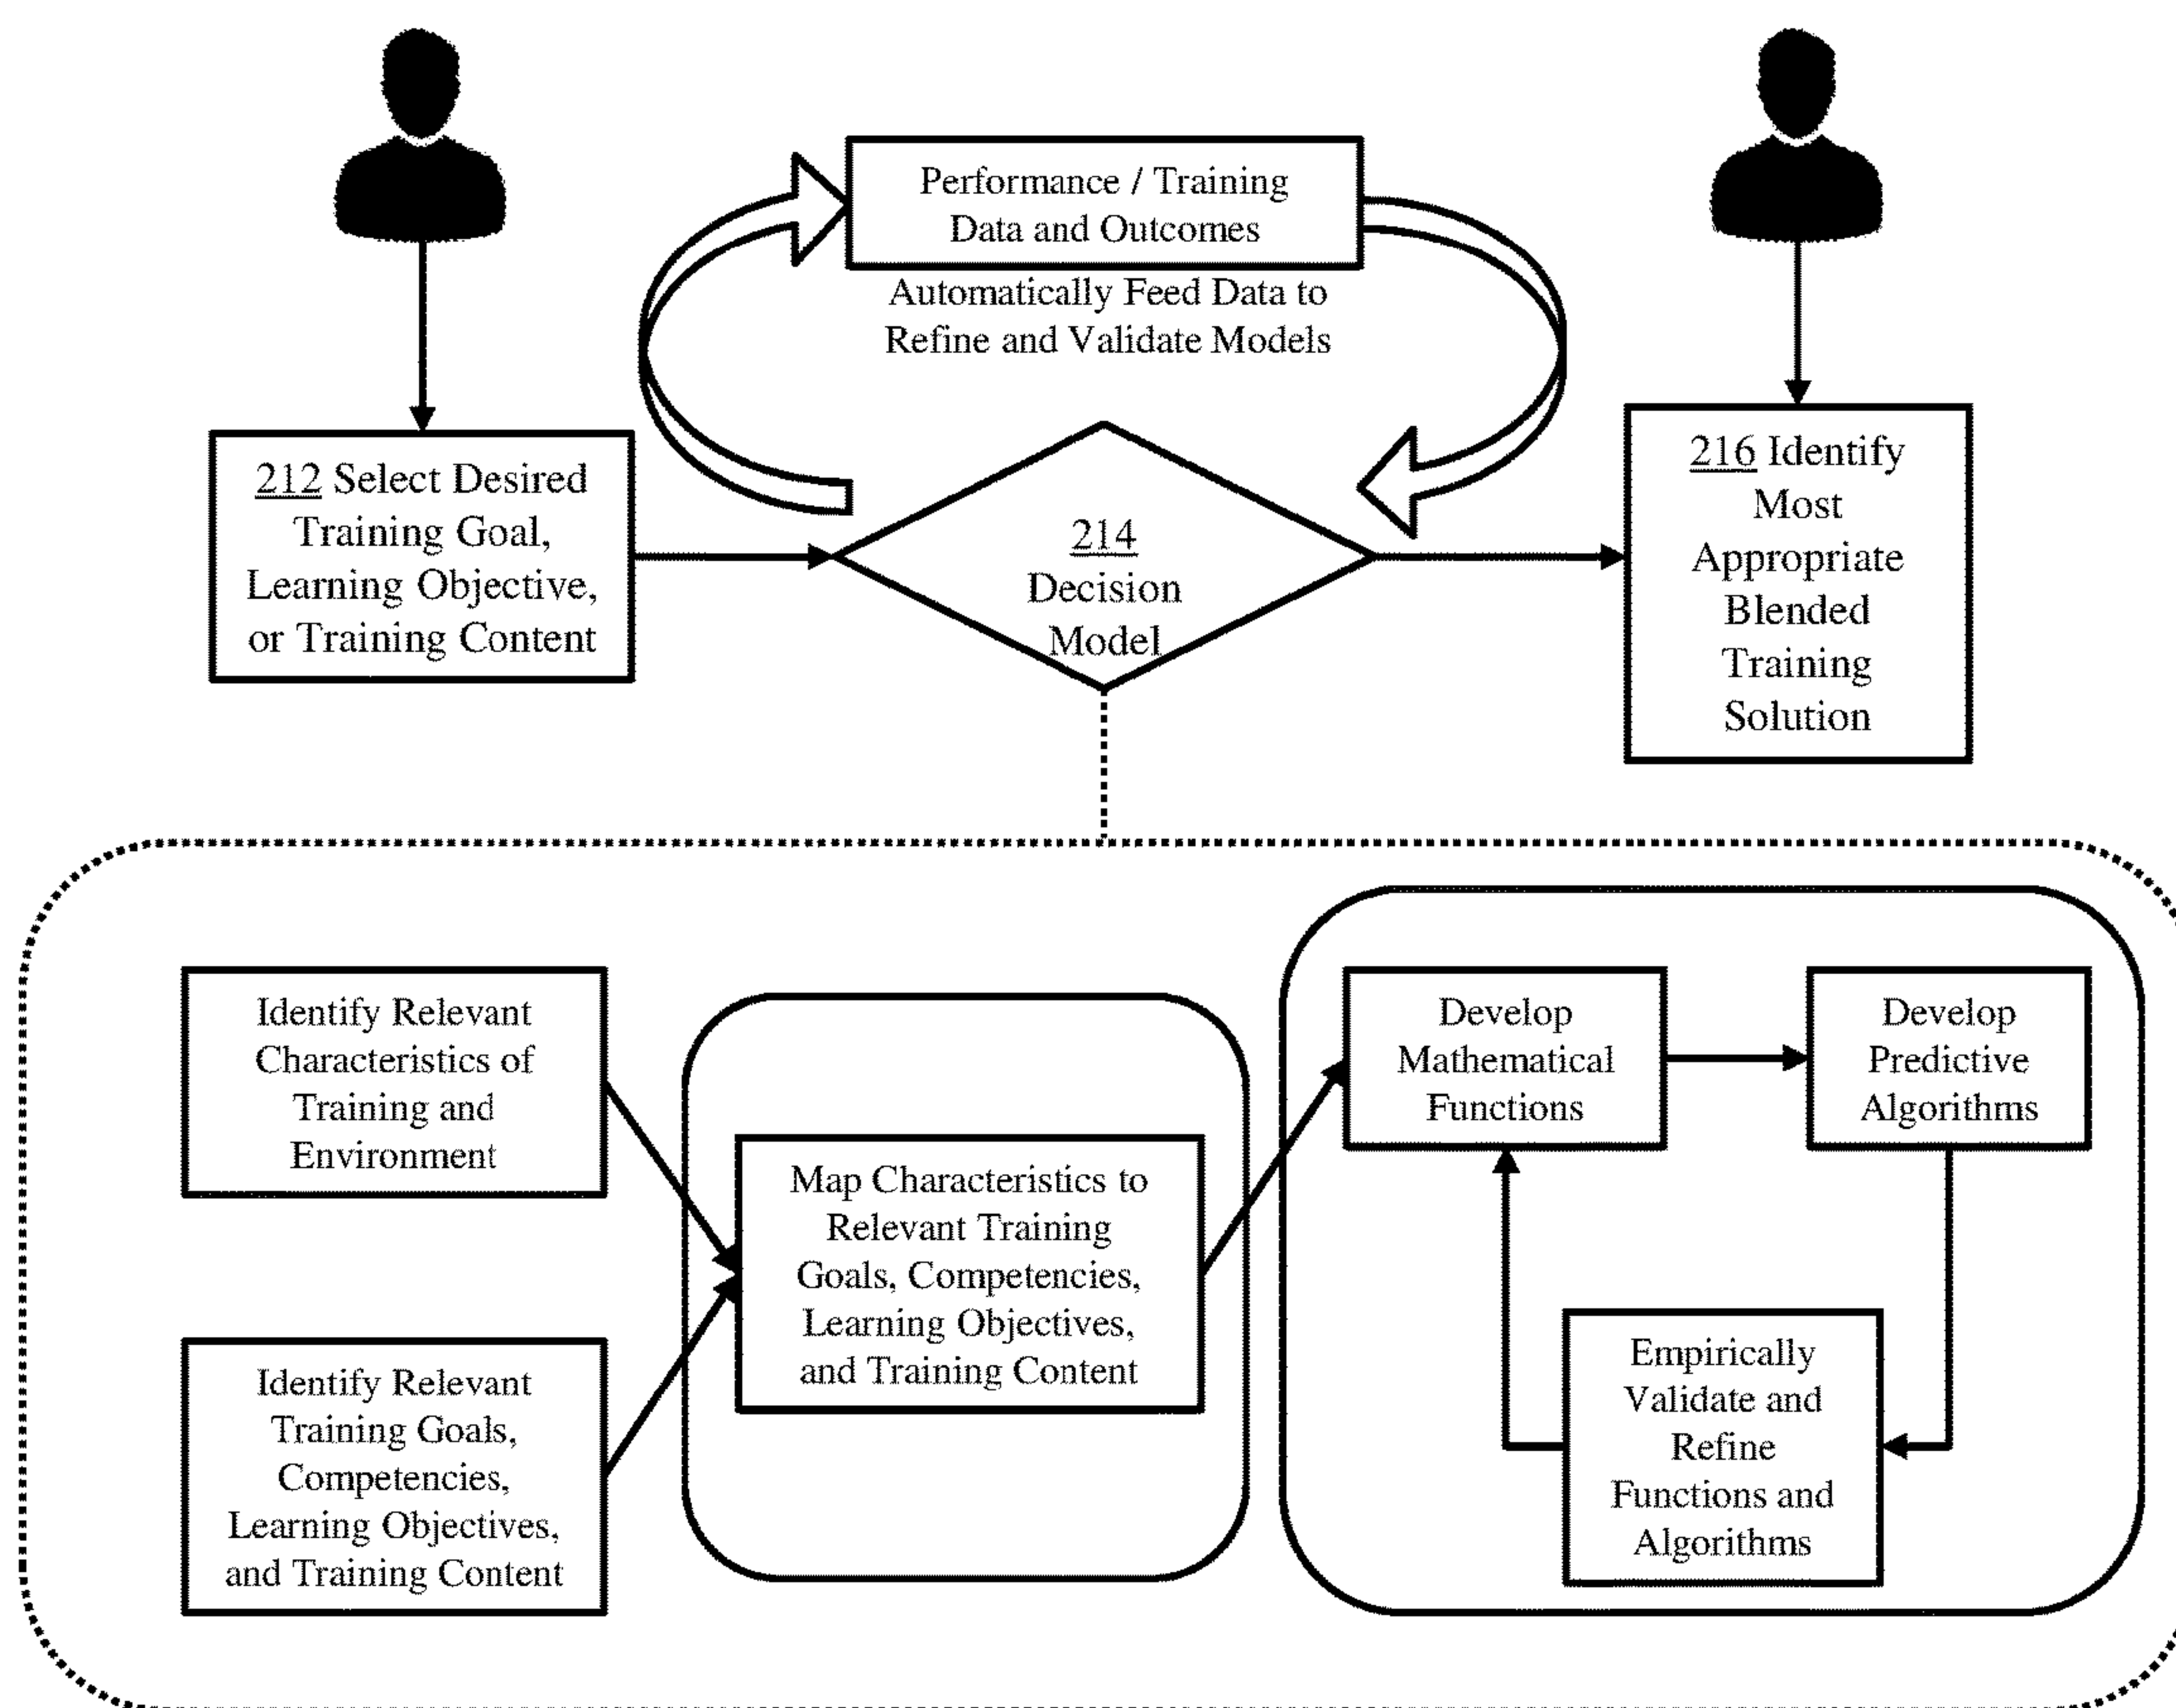 Performance / Training
Data and Outcomes
Automatically Feed Data to
Refine and Validate Models
212 Select Desired
Training Goal,
Learning Objective,
or Training Content
214
Decision
Model
216 Identify
Most
Appropriate
Blended
Training
Solution
Identify Relevant
Characteristics of
Training and
Environment
Identify Relevant
Training Goals,
Competencies,
Learning Objectives,
and Training Content
Map Characteristics to
Relevant Training
Goals, Competencies,
Learning Objectives,
and Training Content
Develop
Mathematical
Functions
Develop
Predictive
Algorithms
Empirically
Validate and
Refine
Functions and
Algorithms